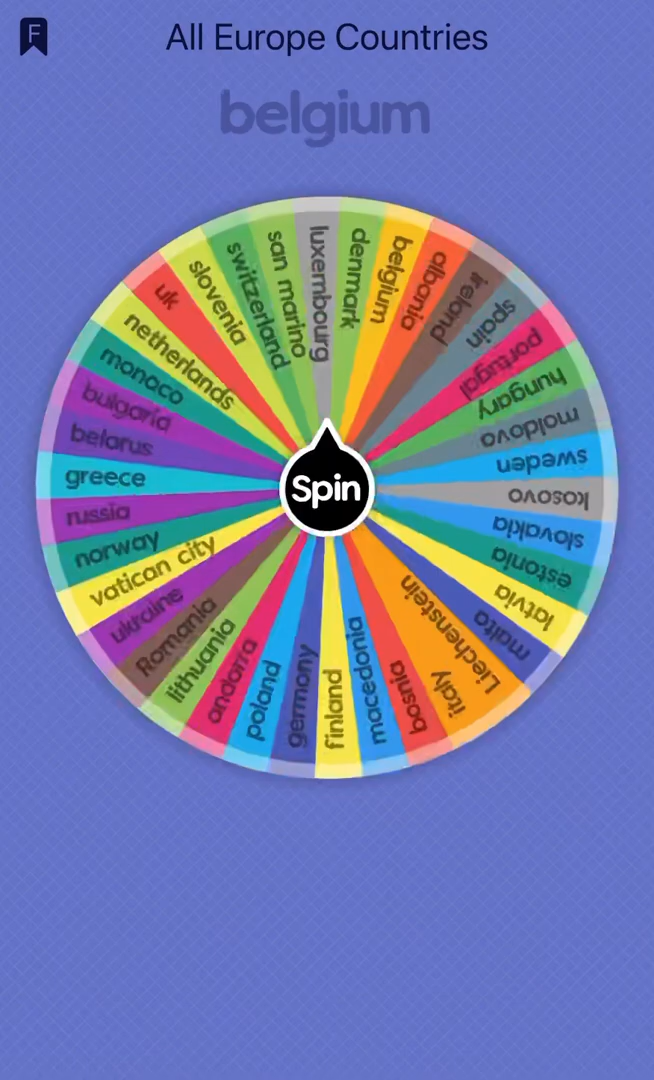 F
All Europe Countries
belgium
luxembourg
denmark
belgium
albania
ireland
spain
portugal
hungary
moldova
sweden
kosovo
slovakia
estonia
latvia
malta
Liechenstein
italy
bosnia
macedonia
finland
germony
poland
andorra
lithuania
Romania
ukraine
vatican city
norway
russia
greece
belarus
bulgaria
monaco
netherlands
uk
slovenia
switzerland
san marino
Spin